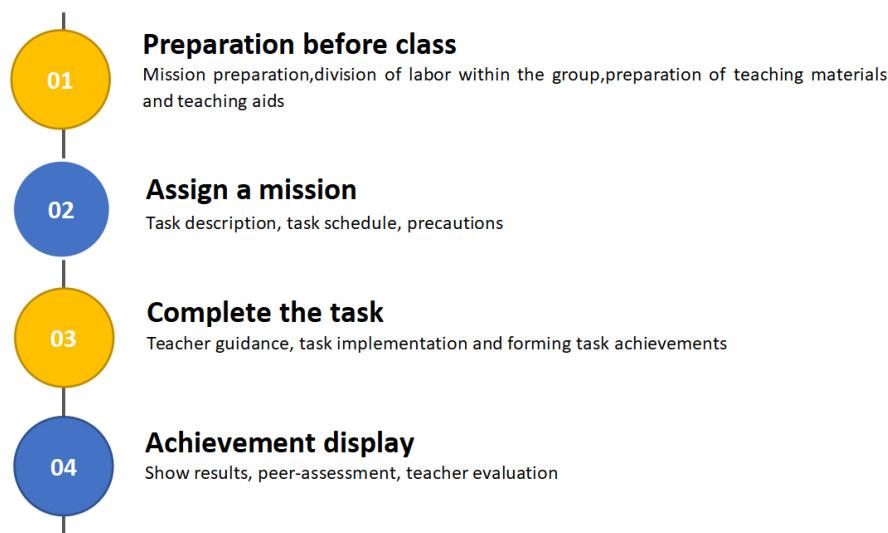 01
Preparation before class
Mission preparation,division of labor within the group,preparation of teaching materials
and teaching aids
02
Assign a mission
Task description, task schedule, precautions
03
Complete the task
Teacher guidance, task implementation and forming task achievements
04
Achievement display
Show results, peer-assessment, teacher evaluation